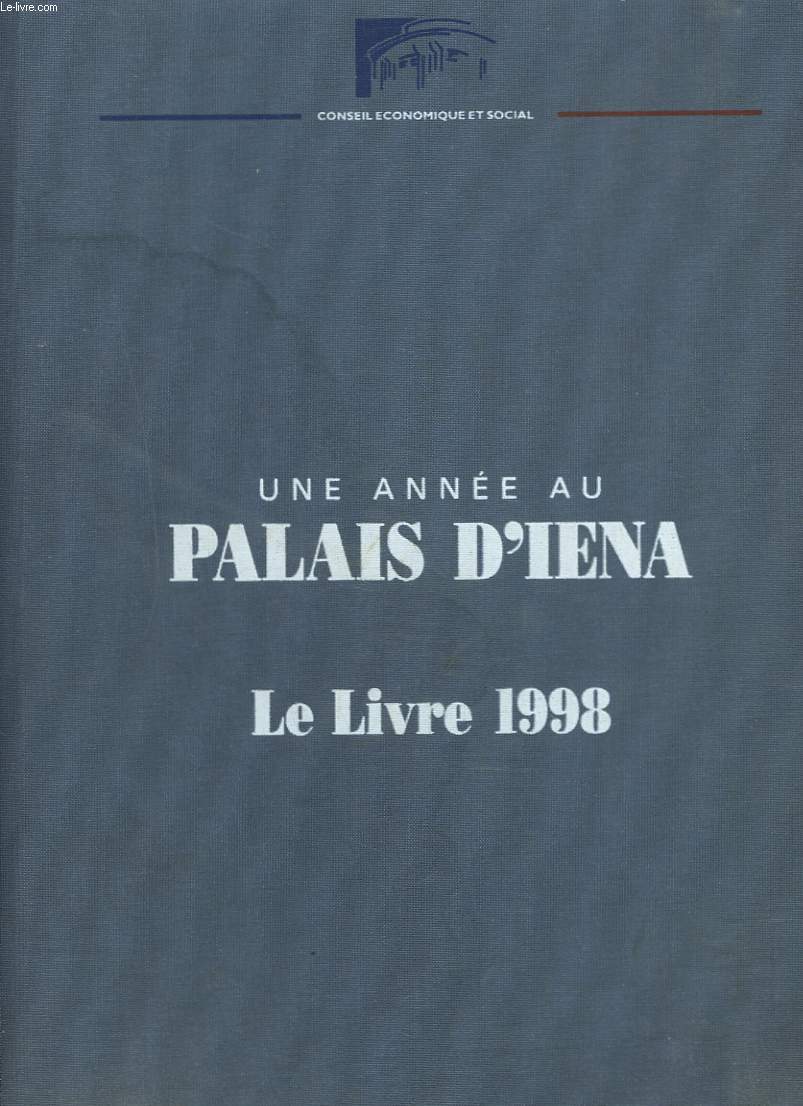 Le-livre.com
CONSEIL ECONOMIQUE ET SOCIAL
UNE ANNÉE AU
PALAIS D'IENA
Le Livre 1998